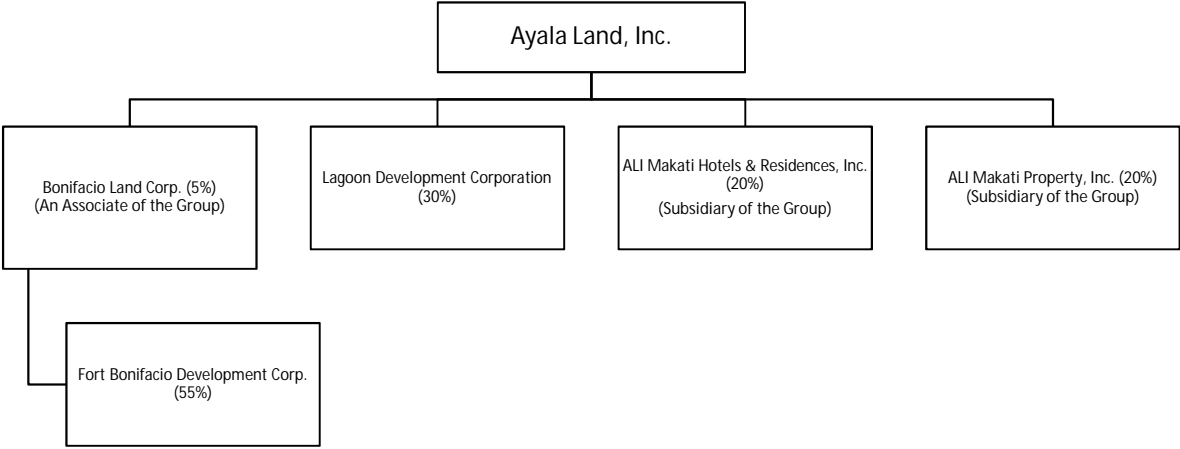 Ayala Land, Inc.
Bonifacio Land Corp. (5%)
(An Associate of the Group)
Lagoon Development Corporation
(30%)
ALI Makati Hotels & Residences, Inc.
(20%)
(Subsidiary of the Group)
ALI Makati Property, Inc. (20%)
(Subsidiary of the Group)
Fort Bonifacio Development Corp.
(55%)